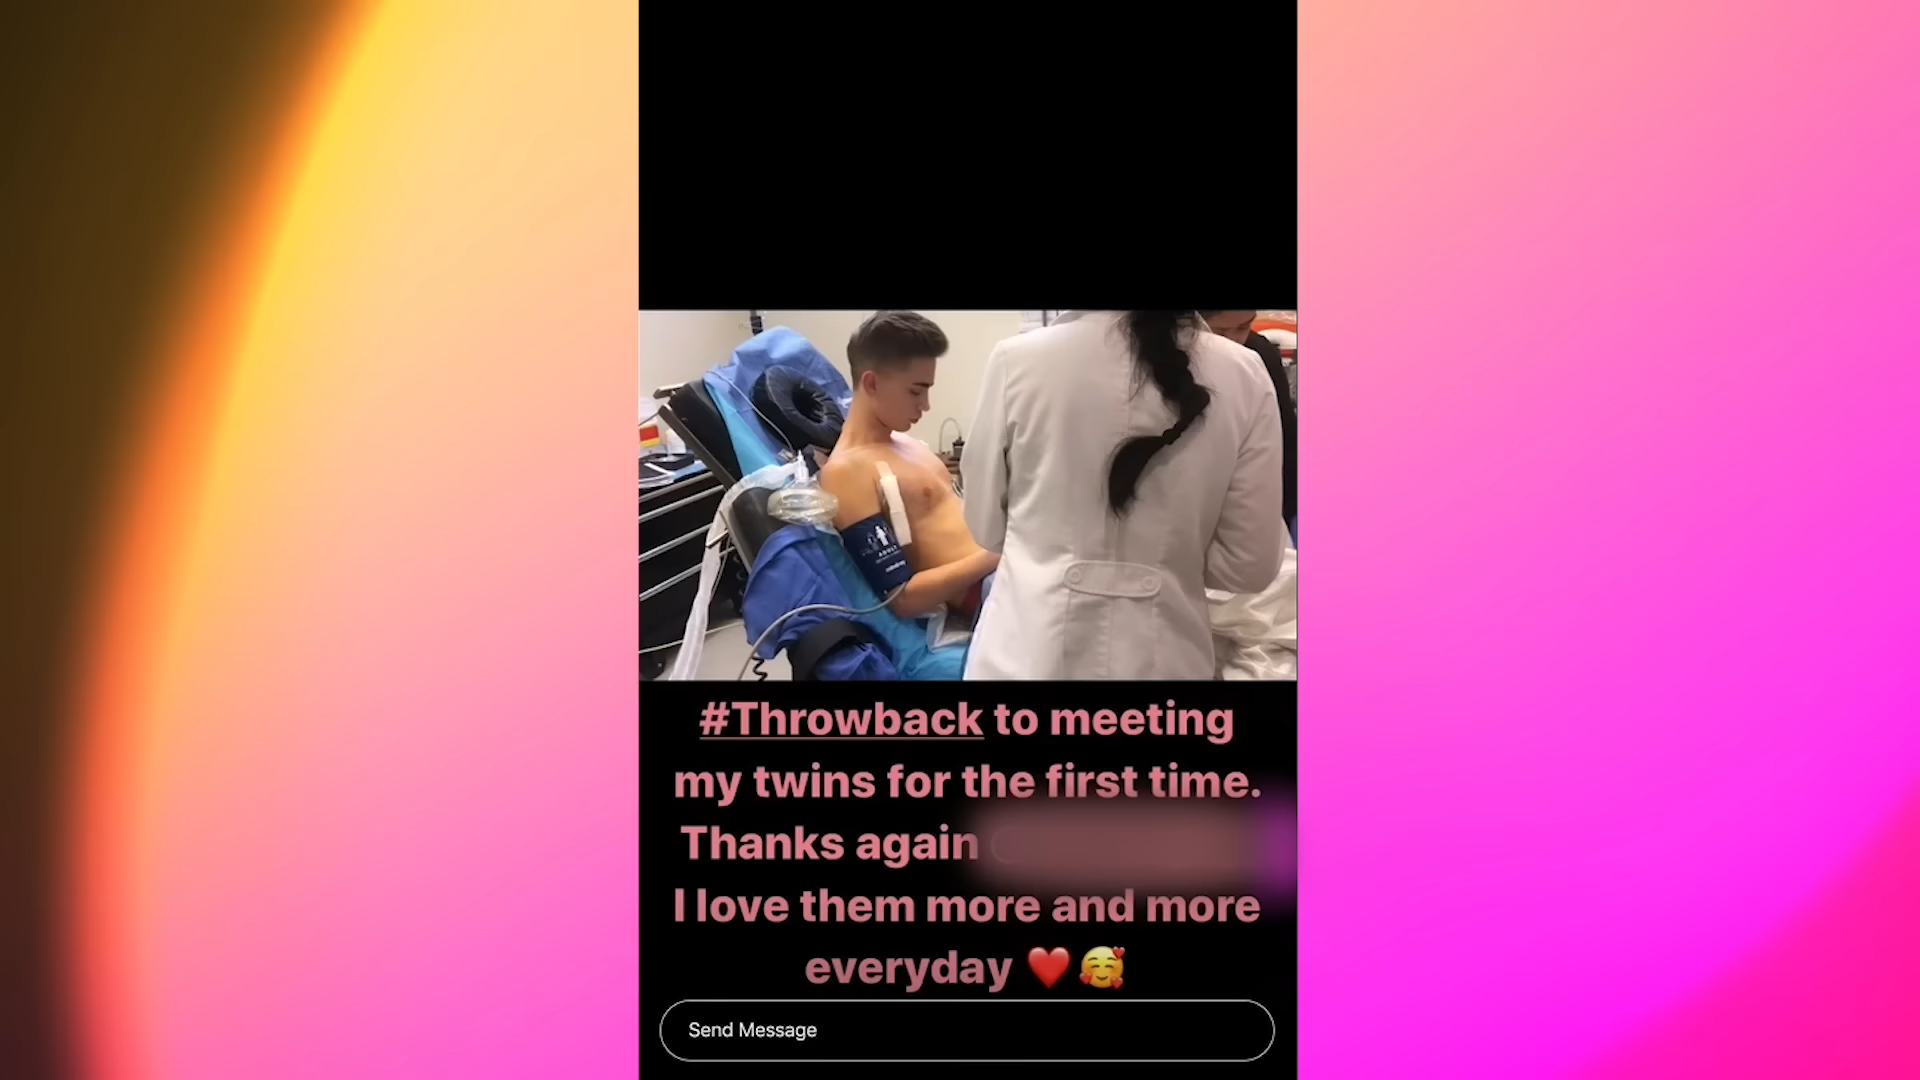 ADULT
#Throwback to meeting
my twins for the first time.
Thanks again
I love them more and more
everyday ❤️🥰
Send Message